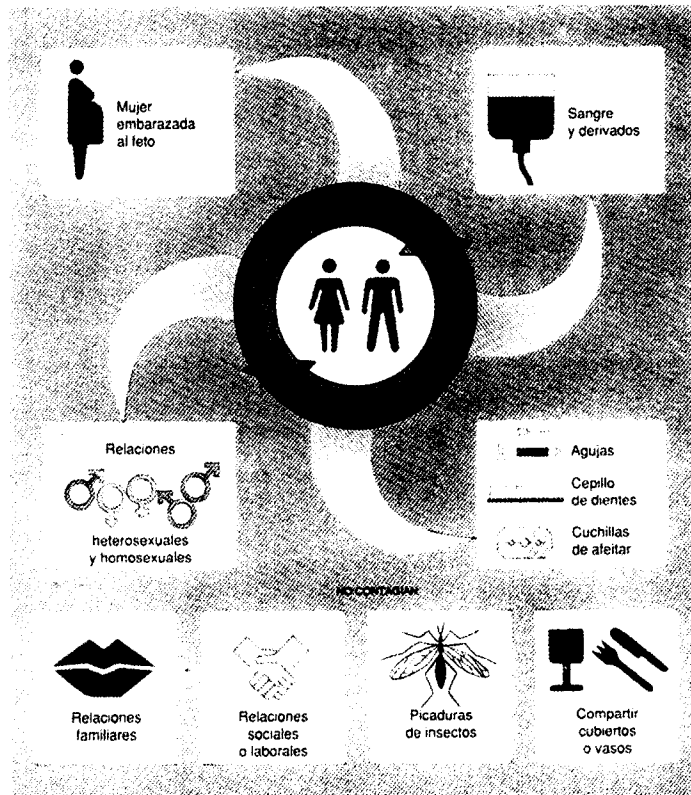 Mujer
embarazada
al feto
Sangre
y derivados
Relaciones
heterosexuales
y homosexuales
Agujas
Cepillo
de dientes
Cuchillas
de afeitar
NO CONTAGIAN
Relaciones
familiares
Relaciones
sociales
o laborales
Picaduras
de insectos
Compartir
cubiertos
o vasos